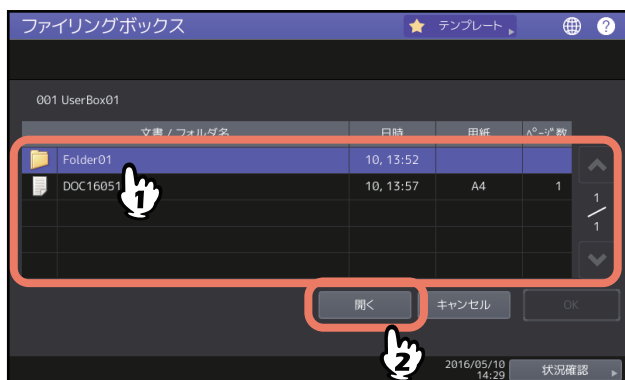 ファイリングボックス
テンプレート
?
001 UserBox01
文書 / フォルダ名 日時 用紙 ページ数
Folder01 10, 13:52
DOC16051 10, 13:57 A4 1
1
1
1
開く キャンセル OK
2
2016/05/10
14:29
状況確認